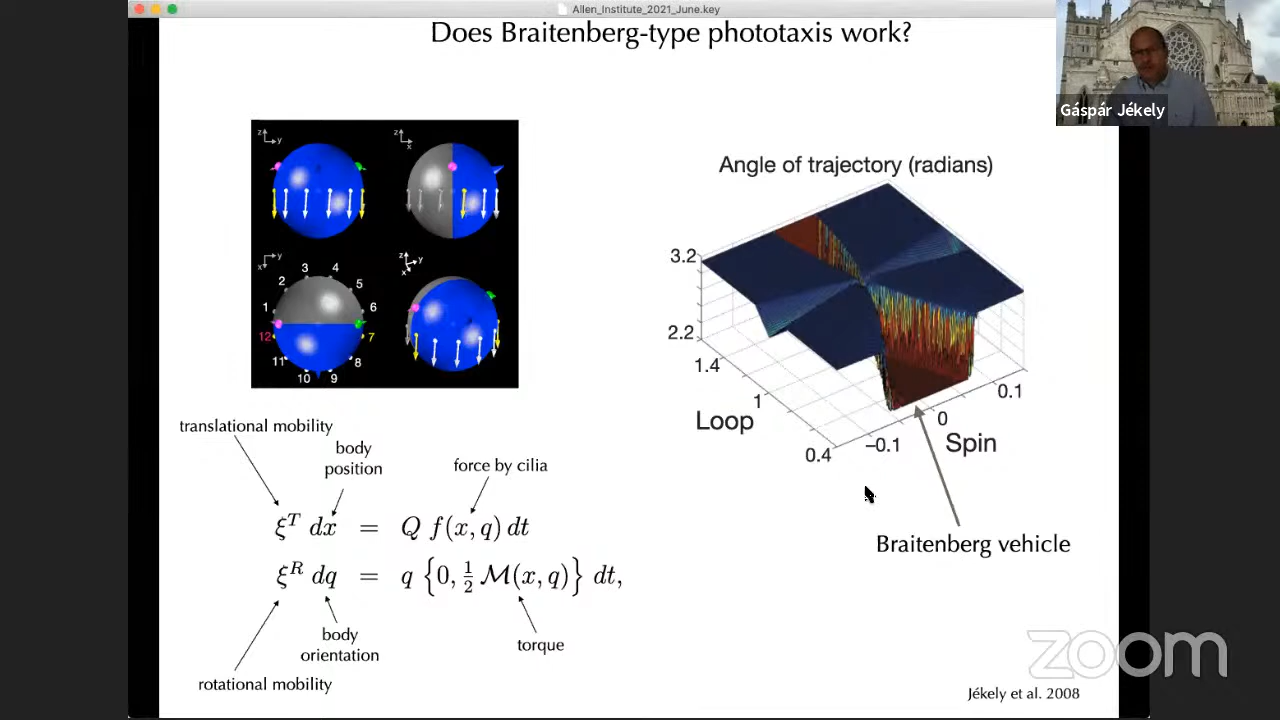 Allen_Institute_2021_June.key
Does Braitenberg-type phototaxis work?
Gáspár Jékely
z y
z x
x y
z y x
3 4
2 5
1 6
12 7
11 8
10 9
Angle of trajectory (radians)
3.2
2.2
1.4
1
0.4
Loop
−0.1
0
0.1
Spin
Braitenberg vehicle
translational mobility
body
position
force by cilia
ξ^T dx = Q f(x, q) dt
ξ^R dq = q {0, ½ ℳ(x, q)} dt,
body
orientation
torque
rotational mobility
zoom
Jékely et al. 2008